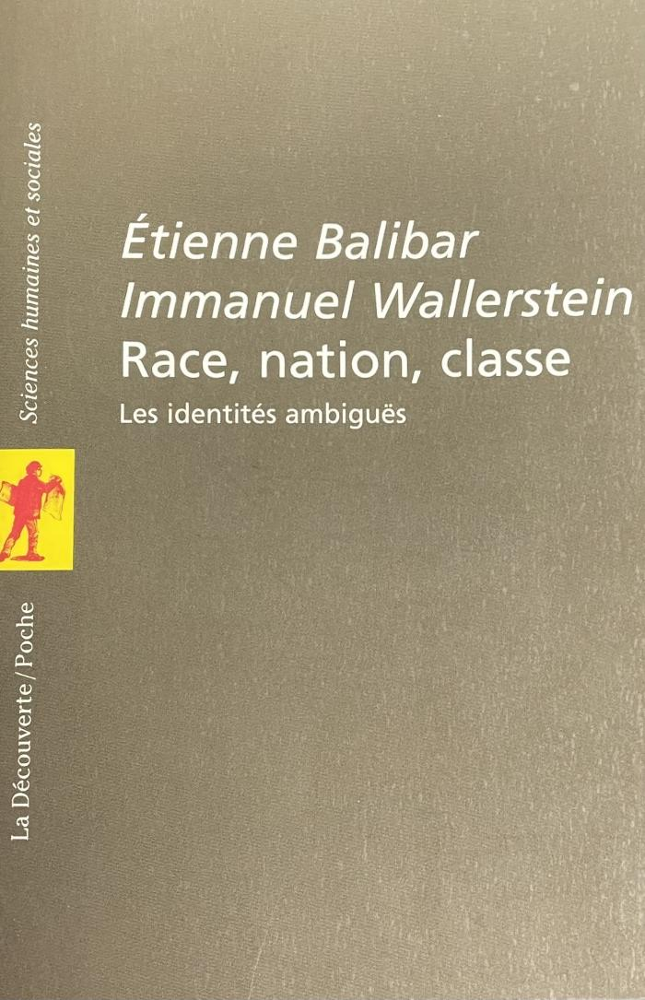 Étienne Balibar
Immanuel Wallerstein
Race, nation, classe
Les identités ambiguës
Sciences humaines et sociales
La Découverte / Poche